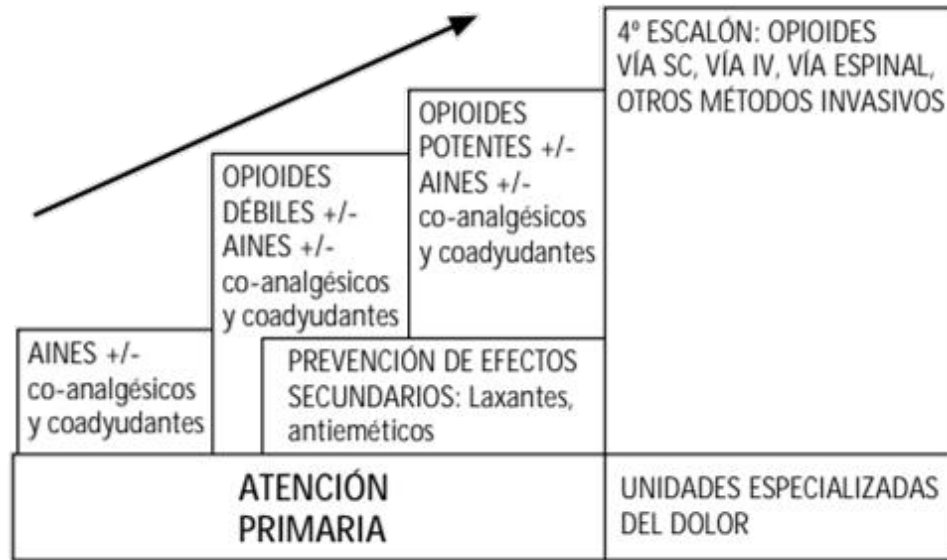 AINES +/-
co-analgésicos
y coadyudantes
OPIOIDES
DÉBILES +/-
AINES +/-
co-analgésicos
y coadyudantes
OPIOIDES
POTENTES +/-
AINES +/-
co-analgésicos
y coadyudantes
PREVENCIÓN DE EFECTOS
SECUNDARIOS: Laxantes,
antieméticos
4º ESCALÓN: OPIOIDES
VÍA SC, VÍA IV, VÍA ESPINAL,
OTROS MÉTODOS INVASIVOS
ATENCIÓN
PRIMARIA
UNIDADES ESPECIALIZADAS
DEL DOLOR